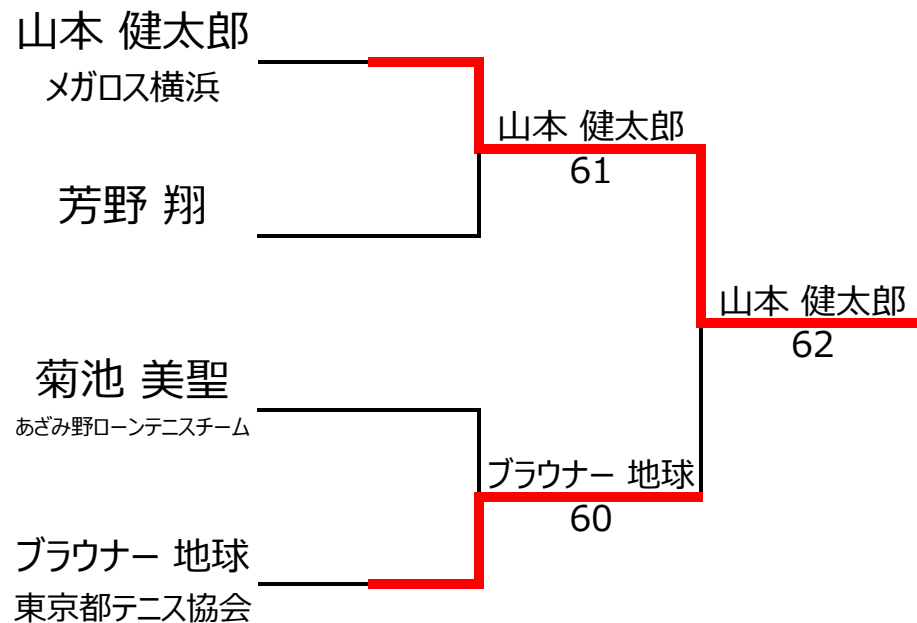 山本 健太郎
メガロス横浜
山本 健太郎
61
芳野 翔
山本 健太郎
62
菊池 美聖
あざみ野ローンテニスチーム
ブラウナー 地球
60
ブラウナー 地球
東京都テニス協会